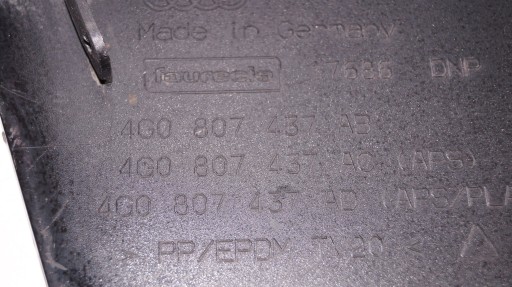 Made in Germany
faurecia 17686 DNP
4G0 807 437 AB
4G0 807 437 AC (APS)
4G0 807 437 AD (APS/PLA
> PP/EPDM TV20 <